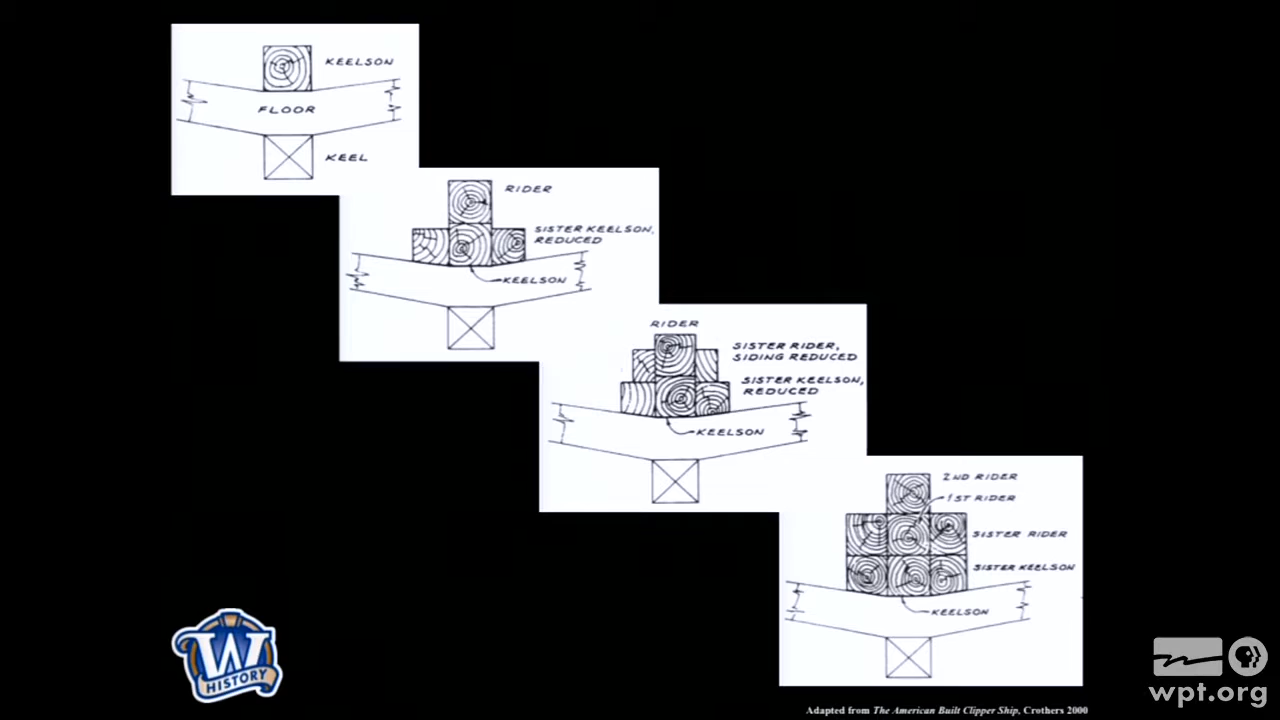 KEELSON
FLOOR
KEEL
RIDER
SISTER KEELSON,
REDUCED
KEELSON
RIDER
SISTER RIDER,
SIDING REDUCED
SISTER KEELSON,
REDUCED
KEELSON
2ND RIDER
1ST RIDER
SISTER RIDER
SISTER KEELSON
KEELSON
W
HISTORY
wpt.org
Adapted from The American Built Clipper Ship, Crothers 2000